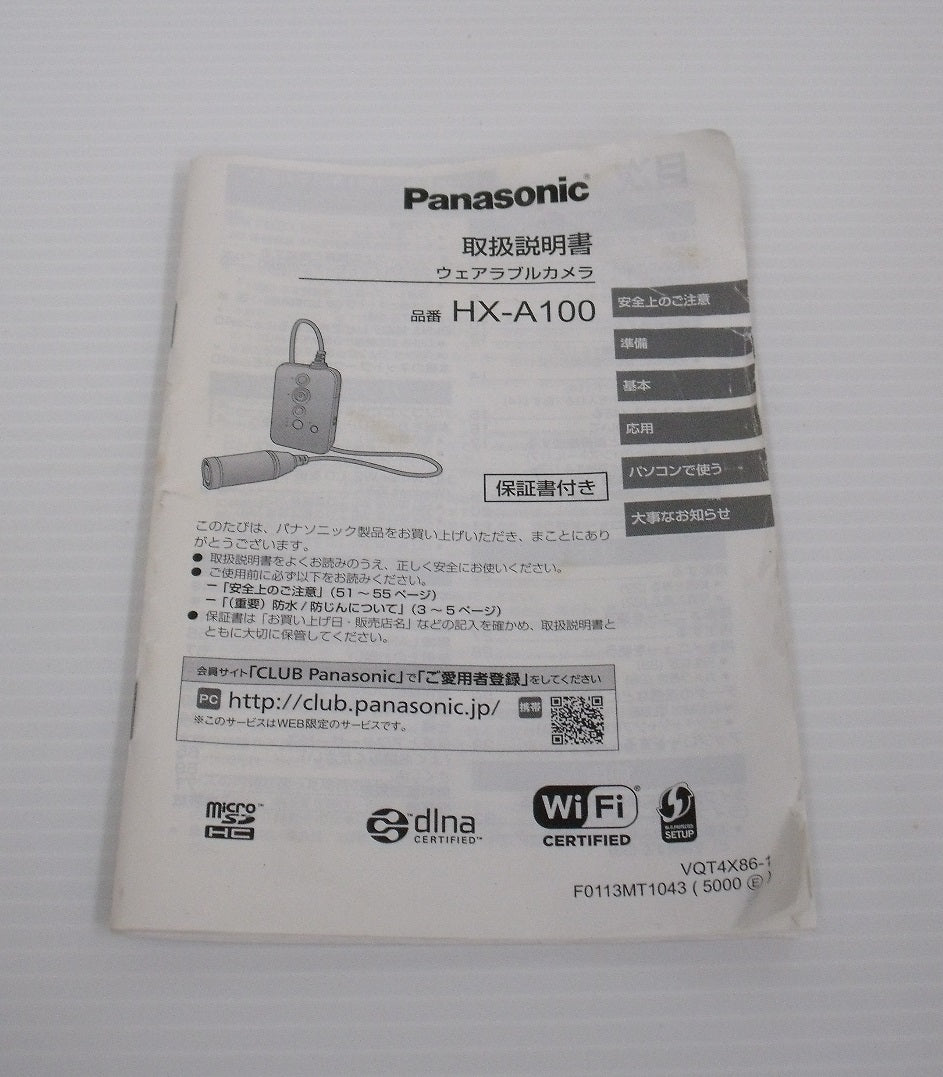 Panasonic®
取扱説明書
ウェアラブルカメラ
品番 HX-A100
安全上のご注意
準備
基本
応用
パソコンで使う
大事なお知らせ
保証書付き
このたびは、パナソニック製品をお買い上げいただき、まことにあり
がとうございます。
● 取扱説明書をよくお読みのうえ、正しく安全にお使いください。
● ご使用前に必ず以下をお読みください。
－「安全上のご注意」（51～55ページ）
－「（重要）防水/防じんについて」（3～5ページ）
● 保証書は「お買い上げ日・販売店名」などの記入を確かめ、取扱説明書と
ともに大切に保管してください。
会員サイト「CLUB Panasonic」で「ご愛用者登録」をしてください
PC http://club.panasonic.jp/ 携帯
※このサービスはWEB限定のサービスです。
micro SD HC
dlna CERTIFIED™
Wi Fi® CERTIFIED
SETUP
VQT4X86-1
F0113MT1043 ( 5000 Ⓔ )